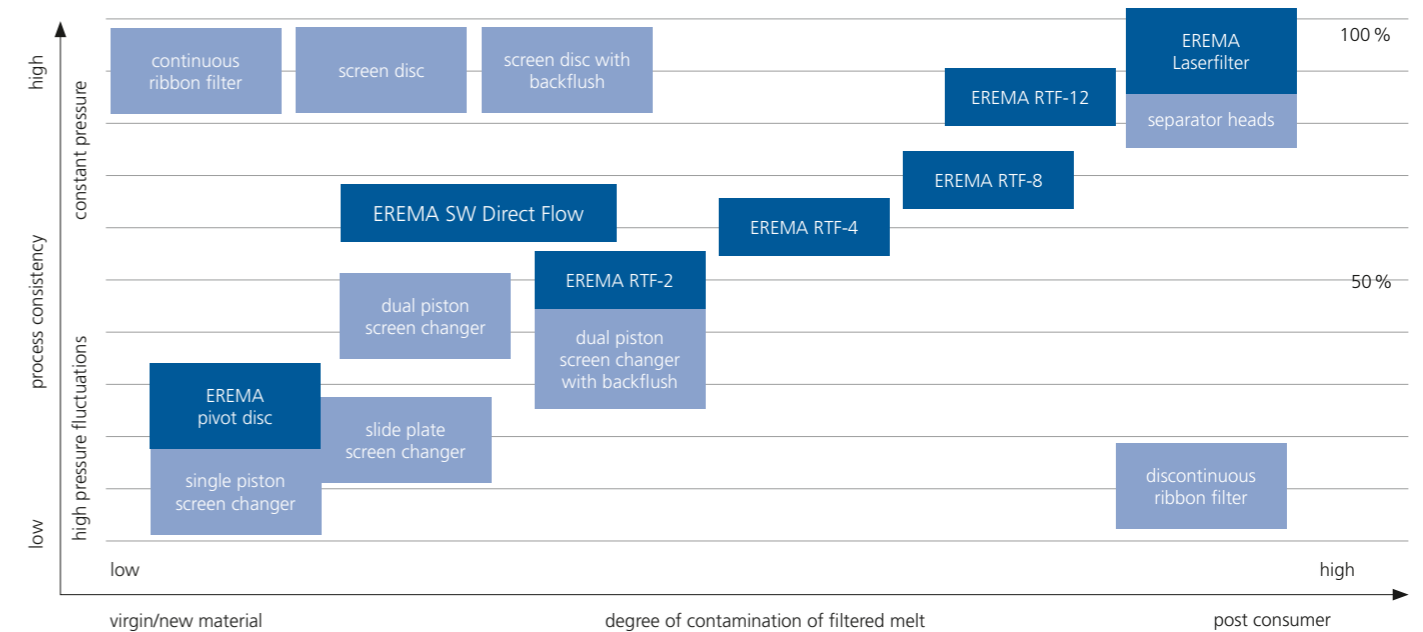 high
process consistency
low
constant pressure
high pressure fluctuations
continuous
ribbon filter
screen disc
screen disc with
backflush
EREMA
Laserfilter
separator heads
100 %
EREMA RTF-12
EREMA RTF-8
EREMA SW Direct Flow
EREMA RTF-4
EREMA RTF-2
50 %
dual piston
screen changer
dual piston
screen changer
with backflush
EREMA
pivot disc
slide plate
screen changer
single piston
screen changer
discontinuous
ribbon filter
low
high
virgin/new material
degree of contamination of filtered melt
post consumer